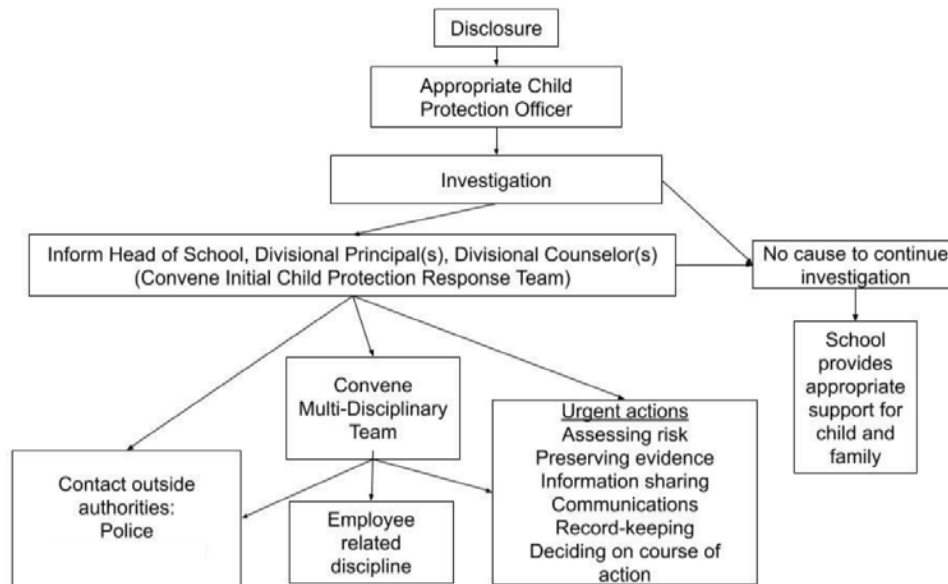 Disclosure
Appropriate Child
Protection Officer
Investigation
Inform Head of School, Divisional Principal(s), Divisional Counselor(s)
(Convene Initial Child Protection Response Team)
No cause to continue
investigation
School
provides
appropriate
support for
child and
family
Convene
Multi-Disciplinary
Team
Urgent actions
Assessing risk
Preserving evidence
Information sharing
Communications
Record-keeping
Deciding on course of
action
Contact outside
authorities:
Police
Employee
related
discipline